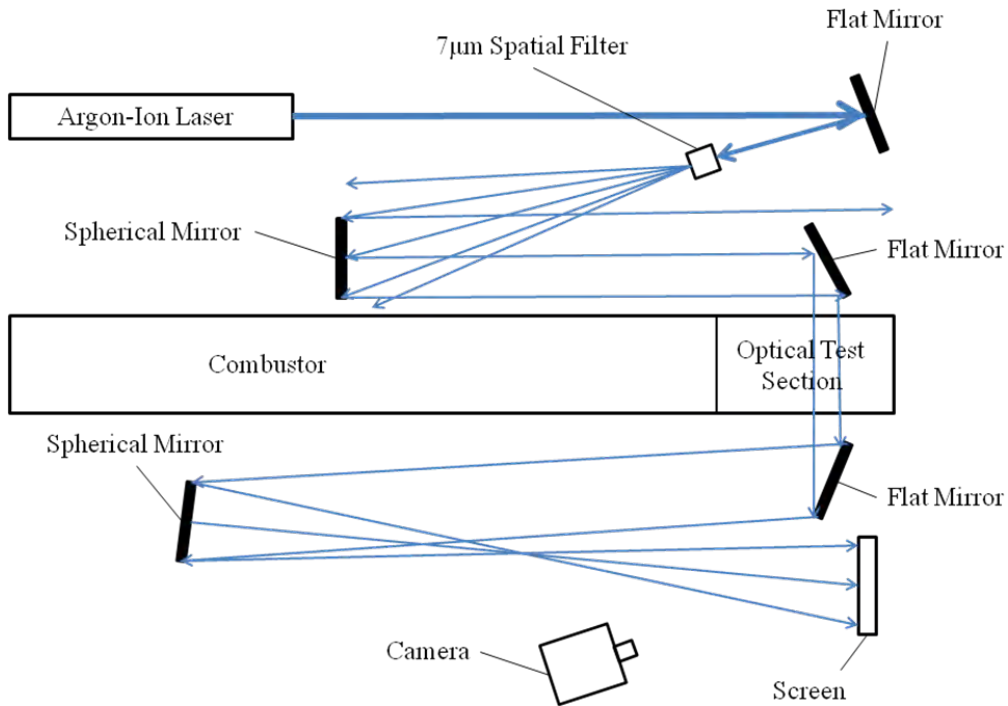 Flat Mirror
7μm Spatial Filter
Argon-Ion Laser
Spherical Mirror
Flat Mirror
Combustor
Optical Test
Section
Spherical Mirror
Flat Mirror
Camera
Screen